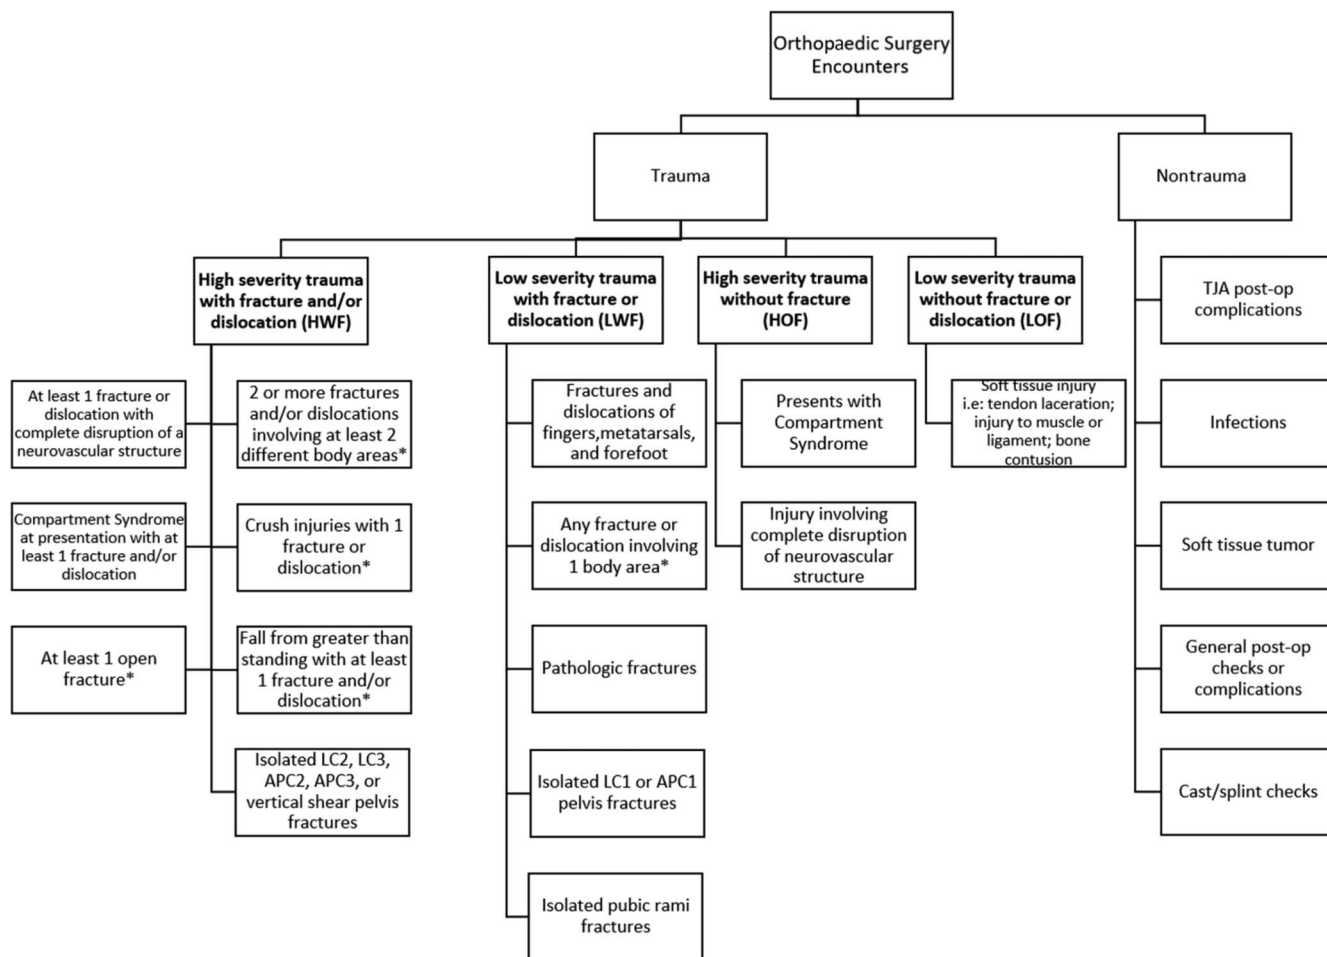 Orthopaedic Surgery
Encounters
Trauma
Nontrauma
High severity trauma
with fracture and/or
dislocation (HWF)
Low severity trauma
with fracture or
dislocation (LWF)
High severity trauma
without fracture
(HOF)
Low severity trauma
without fracture or
dislocation (LOF)
At least 1 fracture or
dislocation with
complete disruption of a
neurovascular structure
2 or more fractures
and/or dislocations
involving at least 2
different body areas*
Compartment Syndrome
at presentation with at
least 1 fracture and/or
dislocation
Crush injuries with 1
fracture or
dislocation*
At least 1 open
fracture*
Fall from greater than
standing with at least
1 fracture and/or
dislocation*
Isolated LC2, LC3,
APC2, APC3, or
vertical shear pelvis
fractures
Fractures and
dislocations of
fingers,metatarsals,
and forefoot
Any fracture or
dislocation involving
1 body area*
Pathologic fractures
Isolated LC1 or APC1
pelvis fractures
Isolated pubic rami
fractures
Presents with
Compartment
Syndrome
Injury involving
complete disruption
of neurovascular
structure
Soft tissue injury
i.e: tendon laceration;
injury to muscle or
ligament; bone
contusion
TJA post-op
complications
Infections
Soft tissue tumor
General post-op
checks or
complications
Cast/splint checks